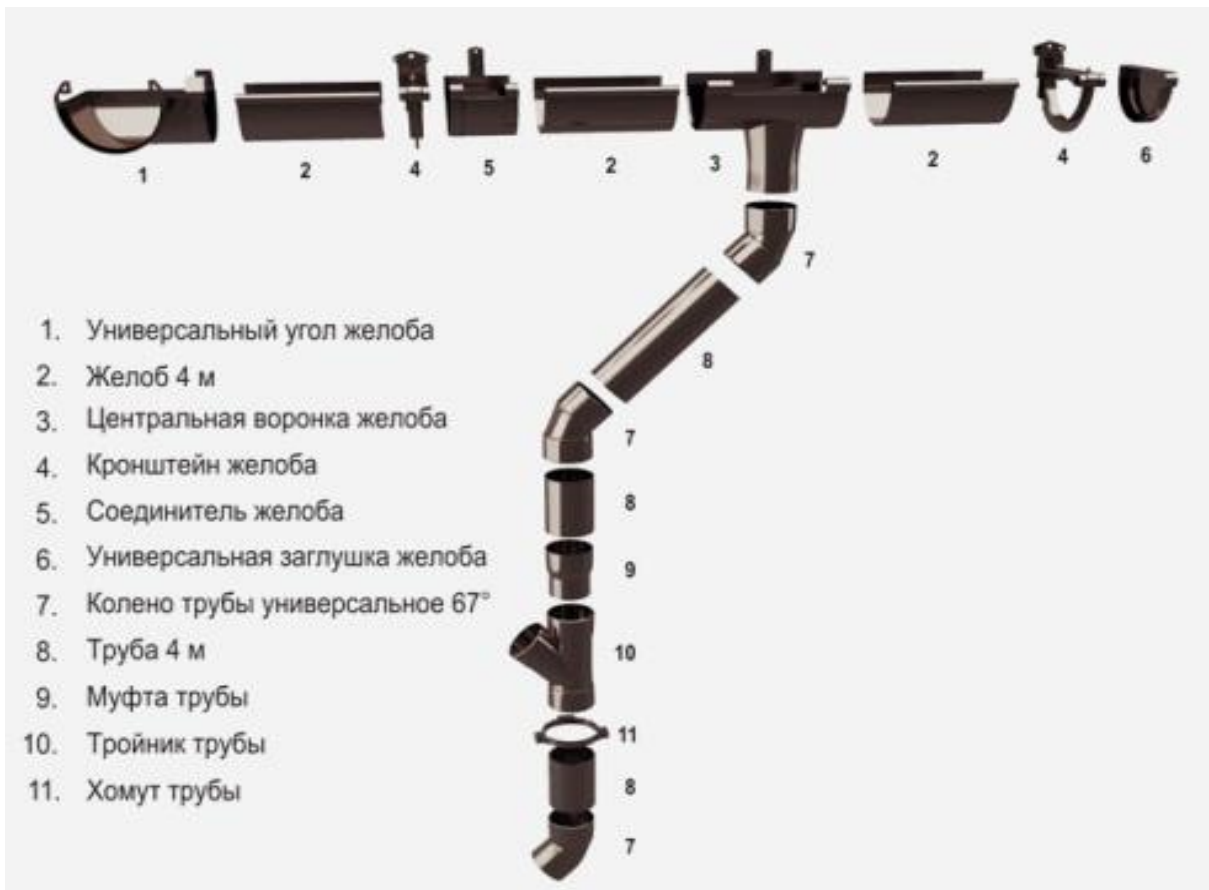 1
2
4
5
2
3
2
4
6
7
8
7
8
9
10
11
8
7
1. Универсальный угол желоба
2. Желоб 4 м
3. Центральная воронка желоба
4. Кронштейн желоба
5. Соединитель желоба
6. Универсальная заглушка желоба
7. Колено трубы универсальное 67°
8. Труба 4 м
9. Муфта трубы
10. Тройник трубы
11. Хомут трубы